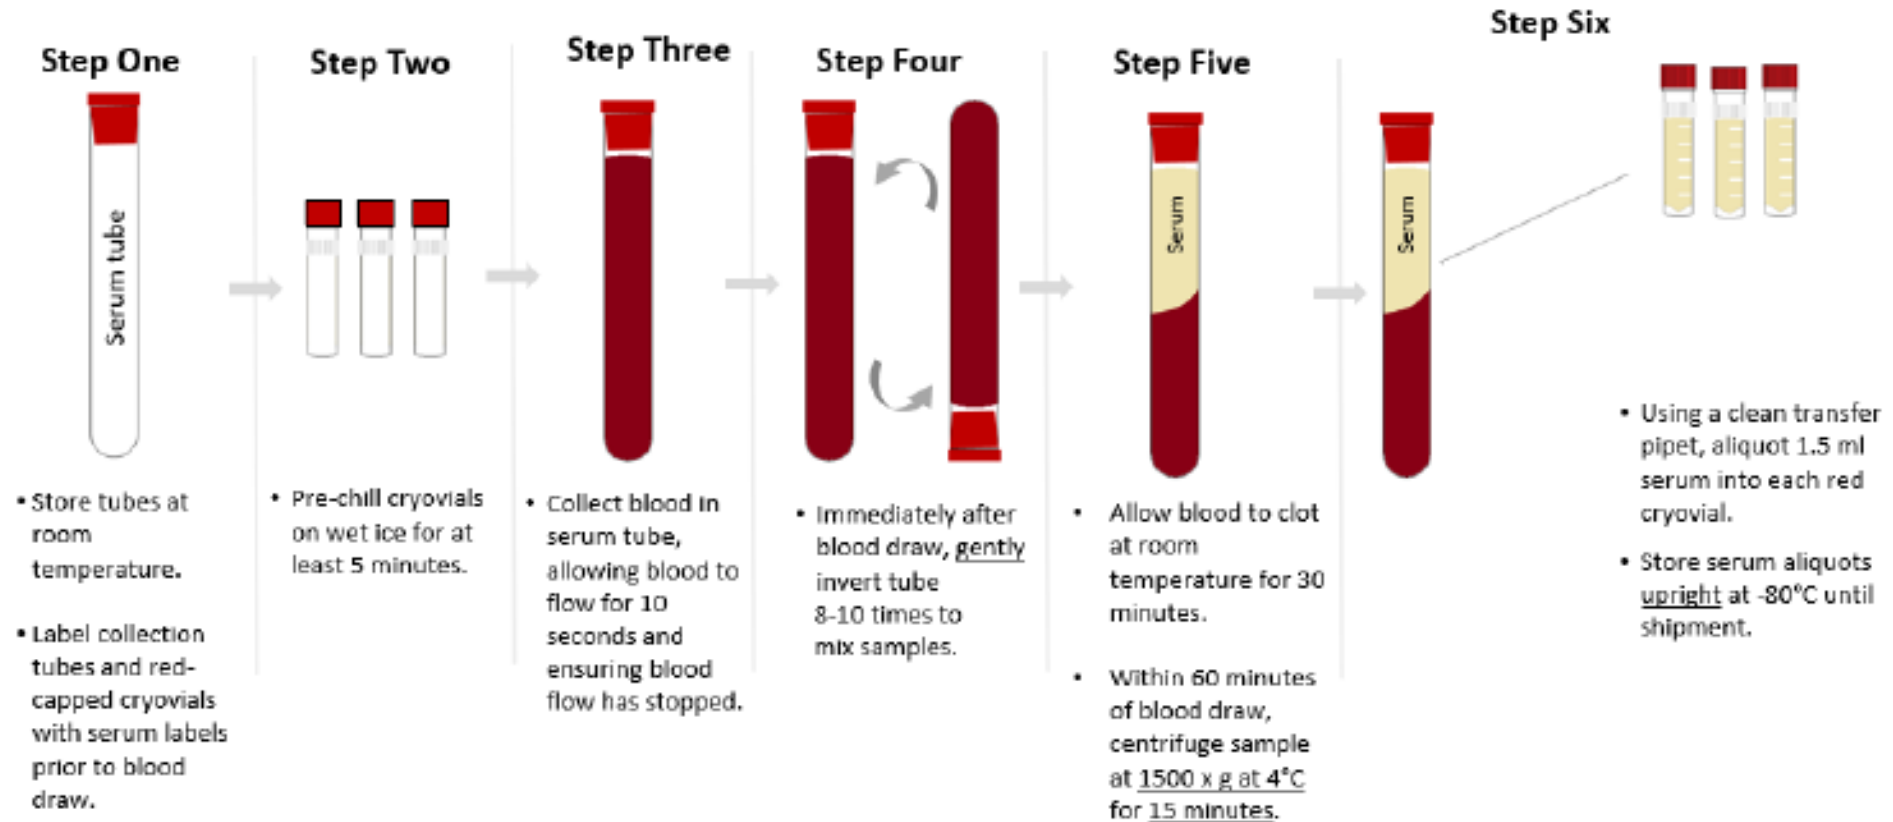 Step One
Serum tube
• Store tubes at
room
temperature.
• Label collection
tubes and red-
capped cryovials
with serum labels
prior to blood
draw.
Step Two
• Pre-chill cryovials
on wet ice for at
least 5 minutes.
Step Three
• Collect blood in
serum tube,
allowing blood to
flow for 10
seconds and
ensuring blood
flow has stopped.
Step Four
• Immediately after
blood draw, gently
invert tube
8-10 times to
mix samples.
Step Five
Serum
• Allow blood to clot
at room
temperature for 30
minutes.
• Within 60 minutes
of blood draw,
centrifuge sample
at 1500 x g at 4°C
for 15 minutes.
Step Six
Serum
• Using a clean transfer
pipet, aliquot 1.5 ml
serum into each red
cryovial.
• Store serum aliquots
upright at -80°C until
shipment.